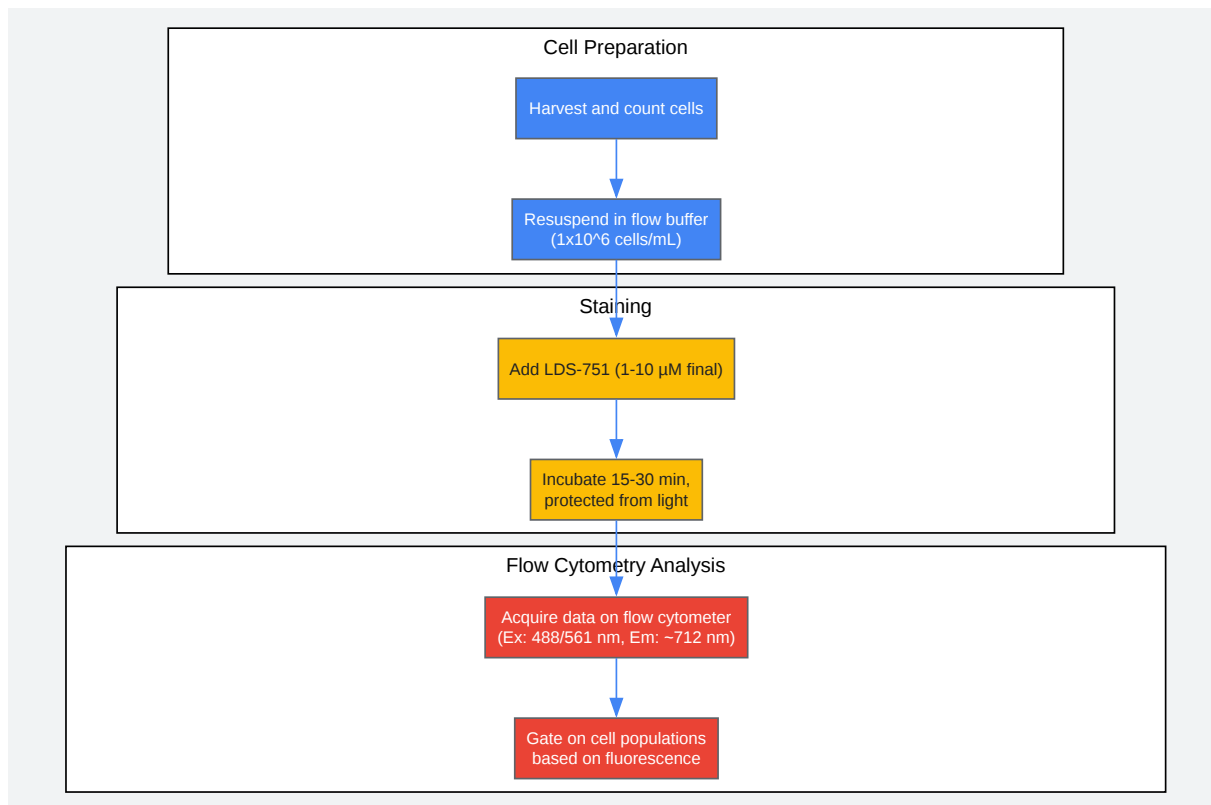 Cell Preparation
Harvest and count cells
Resuspend in flow buffer
(1x10^6 cells/mL)
Staining
Add LDS-751 (1-10 µM final)
Incubate 15-30 min,
protected from light
Flow Cytometry Analysis
Acquire data on flow cytometer
(Ex: 488/561 nm, Em: ~712 nm)
Gate on cell populations
based on fluorescence